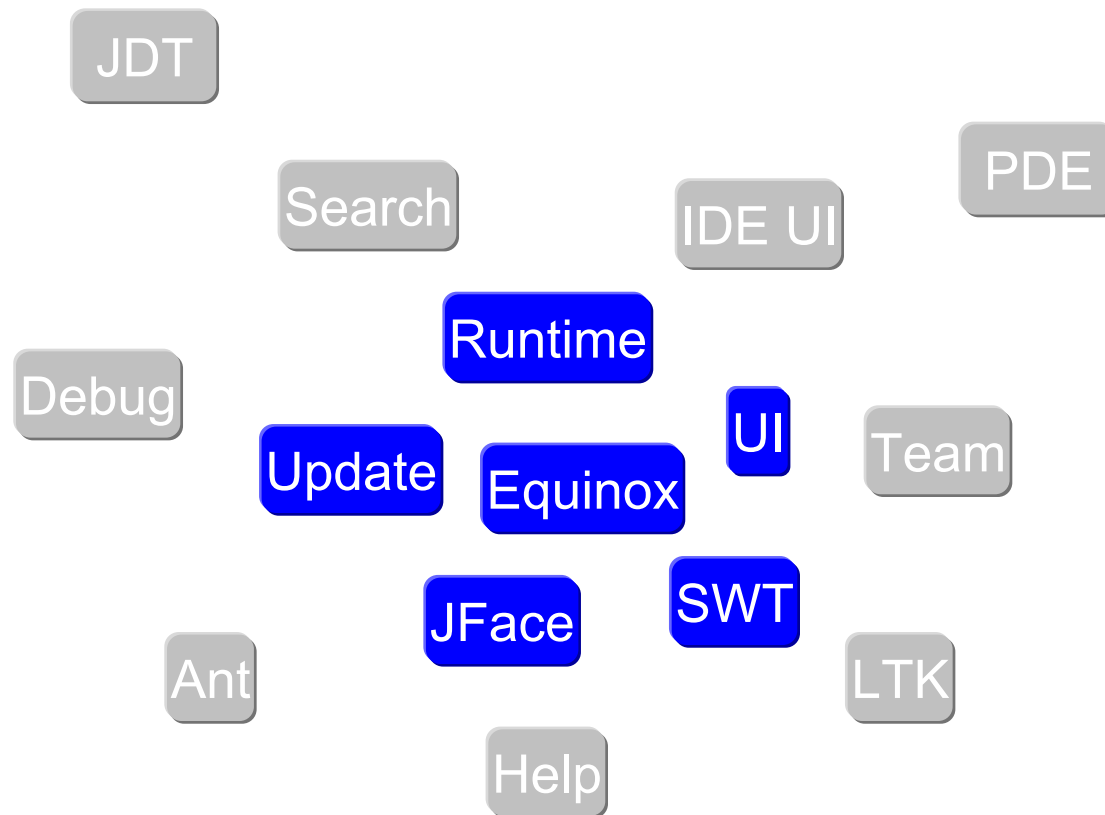 JDT
PDE
Search
IDE UI
Runtime
Debug
UI
Team
Update
Equinox
SWT
JFace
Ant
LTK
Help